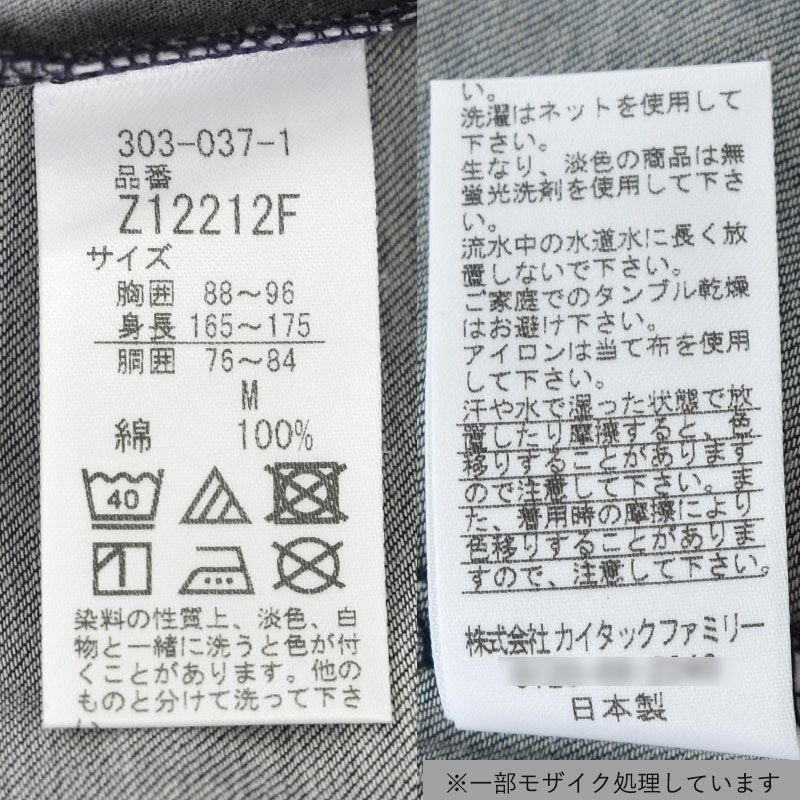 303-037-1
品番
Z12212F
サイズ
胸囲 88～96
身長 165～175
胴囲 76～84
M
綿 100%
40
染料の性質上、淡色、白
物と一緒に洗うと色が付
くことがあります。他の
ものと分けて洗って下さ
い。
洗濯はネットを使用して
下さい。
生なり、淡色の商品は無
蛍光洗剤を使用して下さ
い。
流水中の水道水に長く放
置しないで下さい。
ご家庭でのタンブル乾燥
はお避け下さい。
アイロンは当て布を使用
して下さい。
汗や水で湿った状態で放
置したり摩擦すると、色
移りすることがあります
ので注意して下さい。ま
た、着用時の摩擦により
色移りすることがありま
すので、注意して下さい。
株式会社 カイタックファミリー
日本製
※一部モザイク処理しています